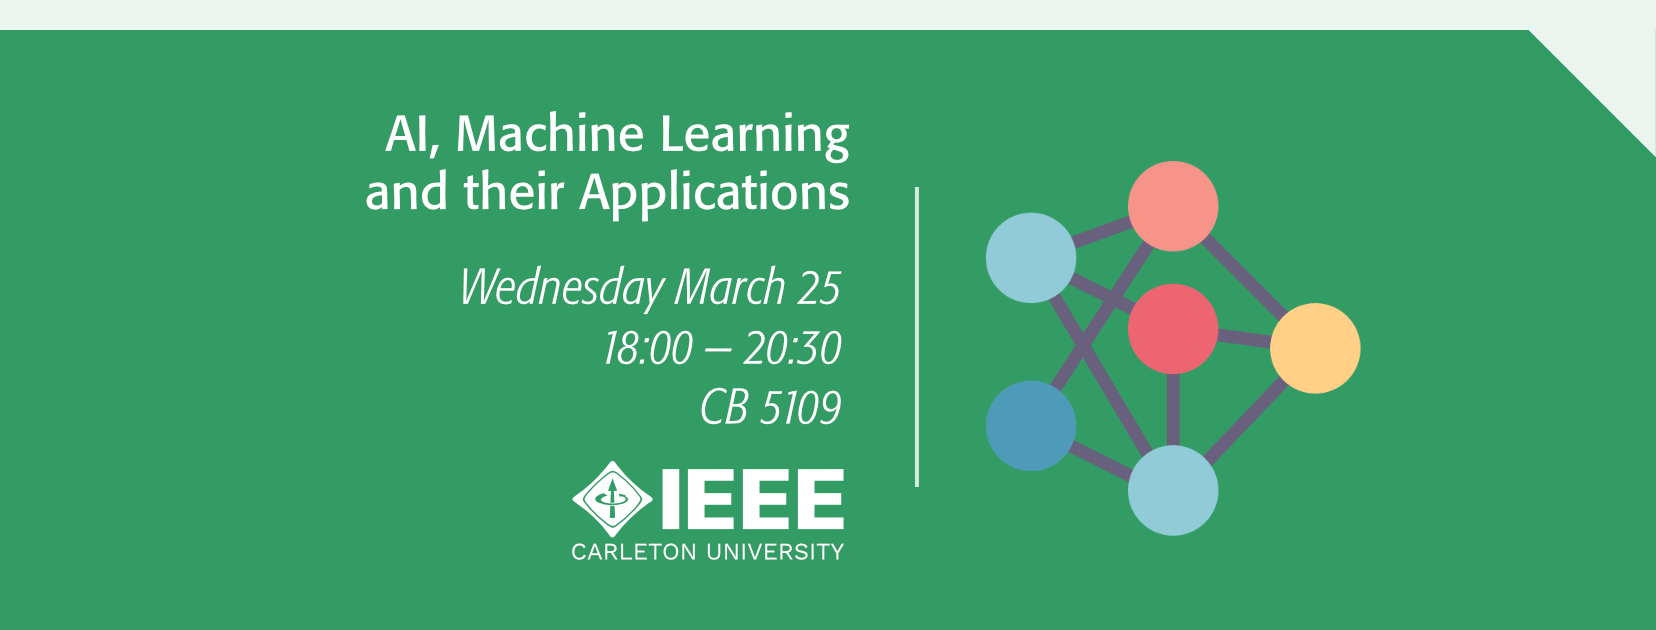 AI, Machine Learning
and their Applications
Wednesday March 25
18:00 – 20:30
CB 5109
IEEE
CARLETON UNIVERSITY